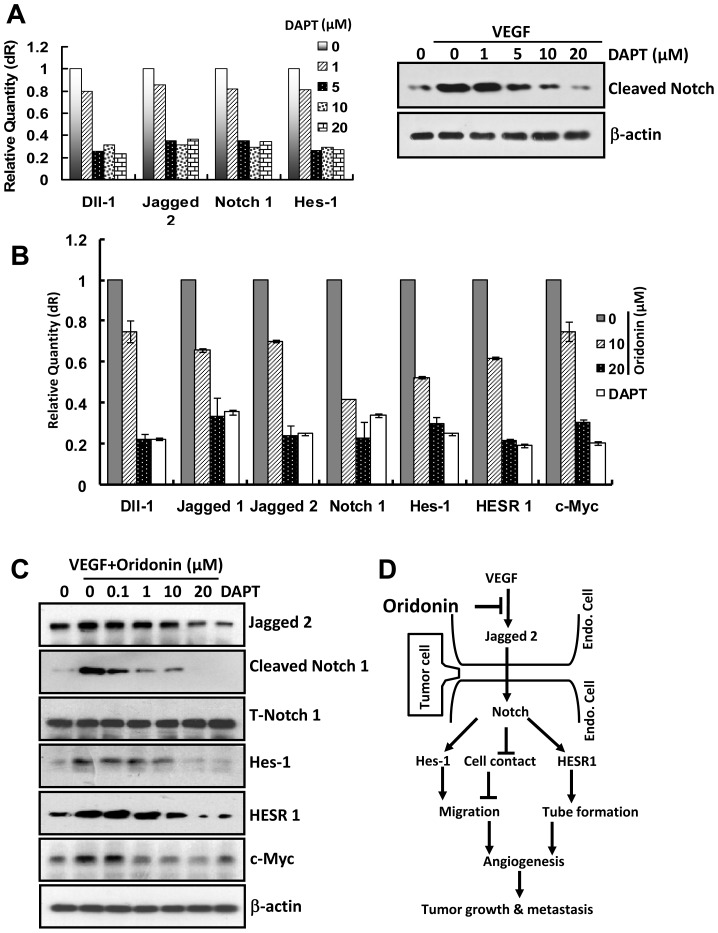 A
DAPT (μM)
0
1
5
10
20
Relative Quantity (dR)
1.2
1
0.8
0.6
0.4
0.2
0
Dll-1
Jagged 2
Notch 1
Hes-1
VEGF
0 0 1 5 10 20 DAPT (μM)
Cleaved Notch
β-actin
B
Relative Quantity (dR)
1.2
1
0.8
0.6
0.4
0.2
0
0
10
20
DAPT
Oridonin (μM)
Dll-1 Jagged 1 Jagged 2 Notch 1 Hes-1 HESR 1 c-Myc
C
VEGF+Oridonin (μM)
0 0 0.1 1 10 20 DAPT
Jagged 2
Cleaved Notch 1
T-Notch 1
Hes-1
HESR 1
c-Myc
β-actin
D
VEGF
Oridonin
Jagged 2
Endo. Cell
Tumor cell
Endo. Cell
Notch
Hes-1 Cell contact HESR1
Migration Tube formation
Angiogenesis
Tumor growth & metastasis